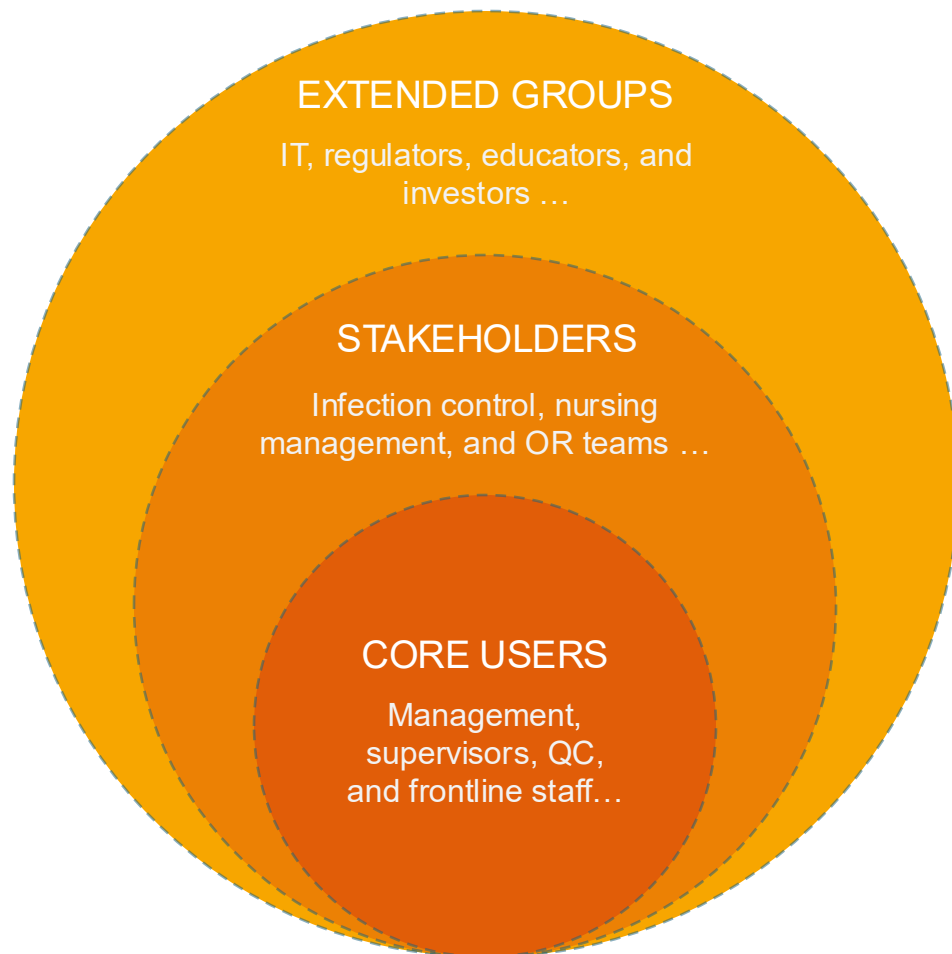 EXTENDED GROUPS
IT, regulators, educators, and
investors …
STAKEHOLDERS
Infection control, nursing
management, and OR teams …
CORE USERS
Management,
supervisors, QC,
and frontline staff…